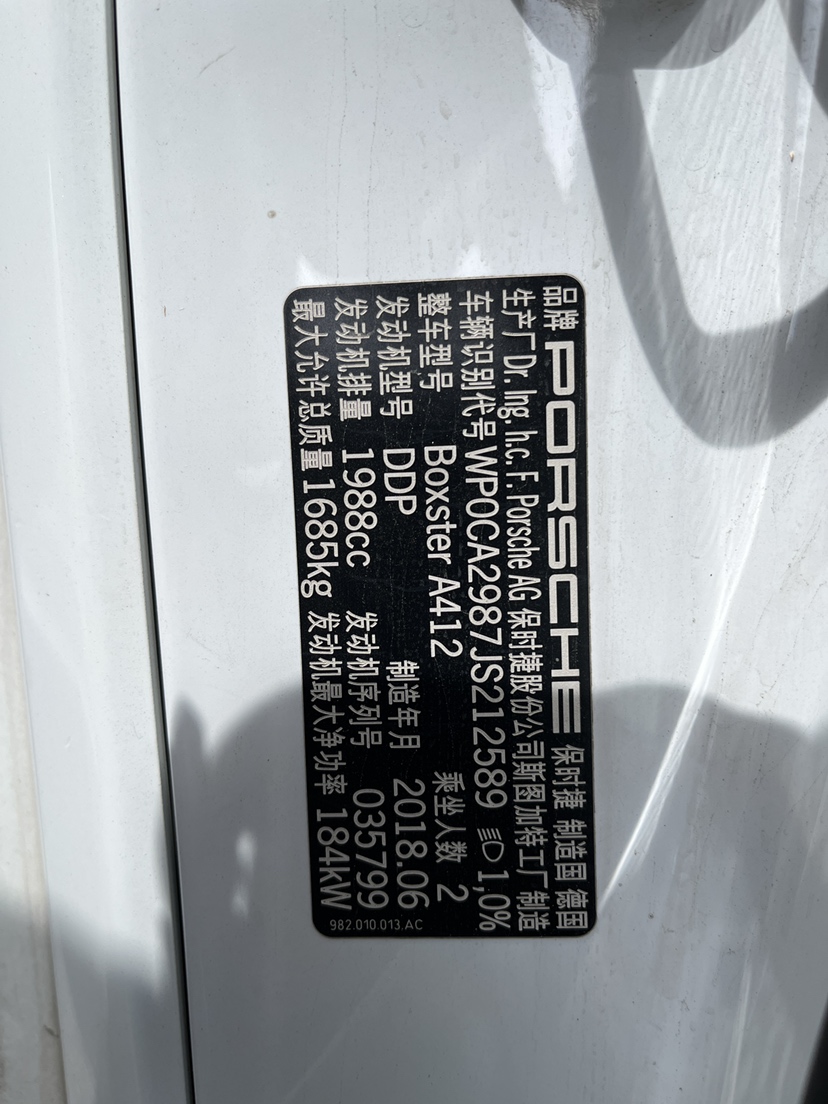 品牌 PORSCHE 保时捷 制造国 德国
生产厂 Dr. Ing. h.c. F. Porsche AG 保时捷股份公司斯图加特工厂 制造
车辆识别代号 WP0CA2987JS212589 1,0%
整车型号 Boxster A412 乘坐人数 2
发动机型号 DDP 制造年月 2018.06
发动机排量 1988cc 发动机序列号 035799
最大允许总质量 1685kg 发动机最大净功率 184kW
982.010.013.AC